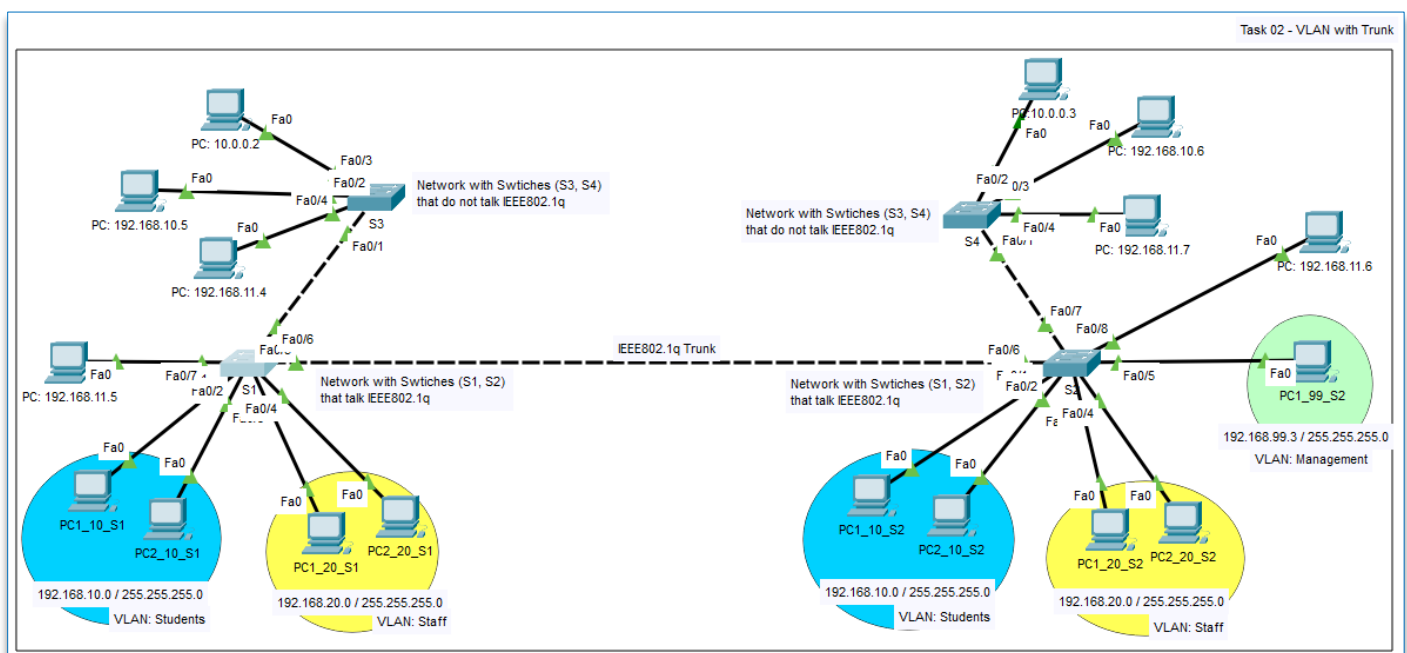 Task 02 - VLAN with Trunk
Fa0
PC: 10.0.0.2
Fa0/3
Fa0
Fa0/2
Fa0/4
PC: 192.168.10.5
Fa0
S3
Fa0/1
PC: 192.168.11.4
Network with Swtiches (S3, S4)
that do not talk IEEE802.1q
PC:10.0.0.3
Fa0
Fa0
PC: 192.168.10.6
Fa0/2
0/3
Network with Swtiches (S3, S4)
that do not talk IEEE802.1q
S4
Fa0/4
Fa0
PC: 192.168.11.7
Fa0
PC: 192.168.11.6
Fa0/6
Fa0
PC: 192.168.11.5
Fa0/7
Fa0/2
S1
Fa0/4
IEEE802.1q Trunk
Network with Swtiches (S1, S2)
that talk IEEE802.1q
Fa0/7
Fa0/8
Fa0/6
Fa0/2
S2
Fa0/4
Fa0/5
Network with Swtiches (S1, S2)
that talk IEEE802.1q
Fa0
PC1_99_S2
192.168.99.3 / 255.255.255.0
VLAN: Management
Fa0
Fa0
PC1_10_S1
PC2_10_S1
192.168.10.0 / 255.255.255.0
VLAN: Students
Fa0
Fa0
PC1_20_S1
PC2_20_S1
192.168.20.0 / 255.255.255.0
VLAN: Staff
Fa0
Fa0
PC1_10_S2
PC2_10_S2
192.168.10.0 / 255.255.255.0
VLAN: Students
Fa0
Fa0
PC1_20_S2
PC2_20_S2
192.168.20.0 / 255.255.255.0
VLAN: Staff